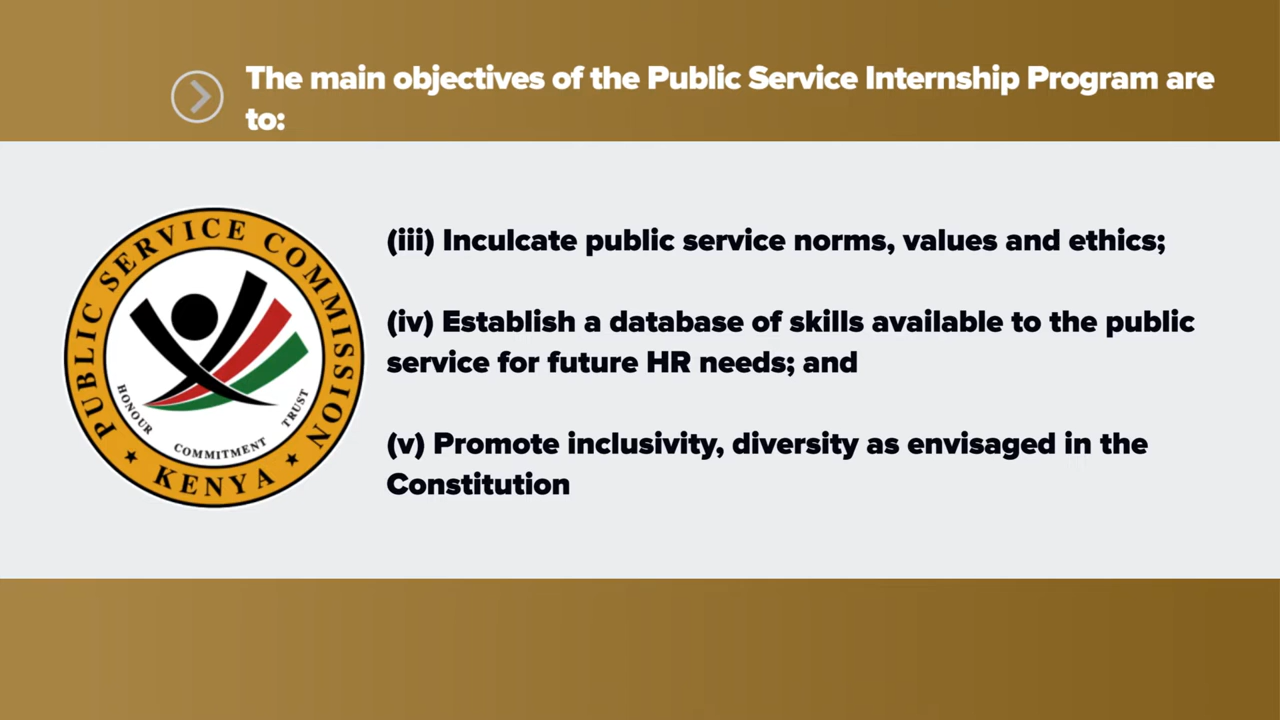 The main objectives of the Public Service Internship Program are
to:
PUBLIC SERVICE COMMISSION
HONOUR
COMMITMENT
TRUST
KENYA
(iii) Inculcate public service norms, values and ethics;
(iv) Establish a database of skills available to the public
service for future HR needs; and
(v) Promote inclusivity, diversity as envisaged in the
Constitution